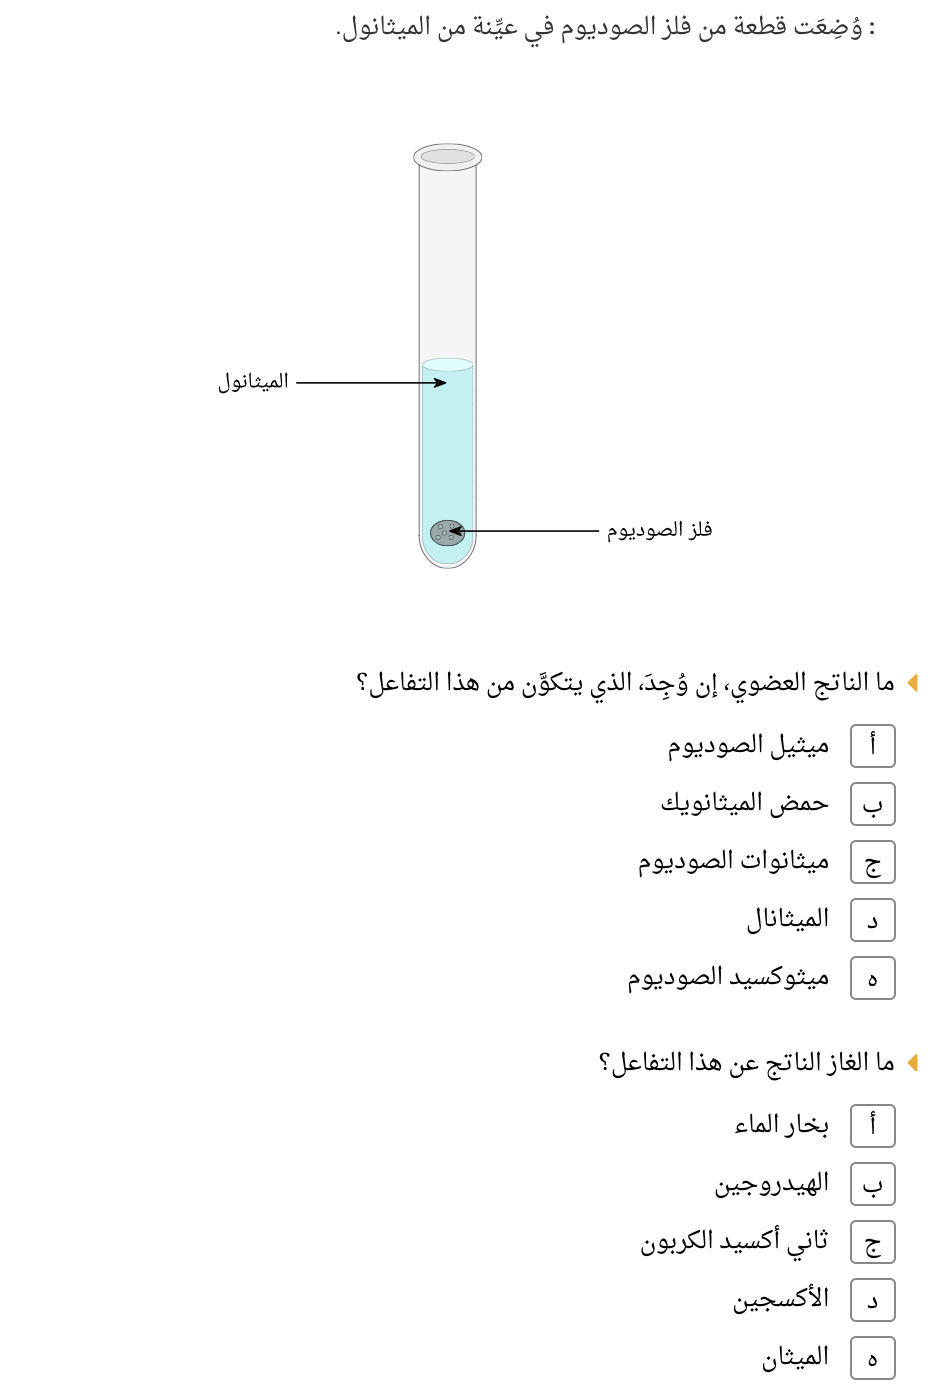 : وُضِعَت قطعة من فلز الصوديوم في عيِّنة من الميثانول.
الميثانول
فلز الصوديوم
ما الناتج العضوي، إن وُجِدَ، الذي يتكوَّن من هذا التفاعل؟
أ ميثيل الصوديوم
ب حمض الميثانويك
ج ميثانوات الصوديوم
د الميثانال
ه ميثوكسيد الصوديوم
ما الغاز الناتج عن هذا التفاعل؟
أ بخار الماء
ب الهيدروجين
ج ثاني أكسيد الكربون
د الأكسجين
ه الميثان